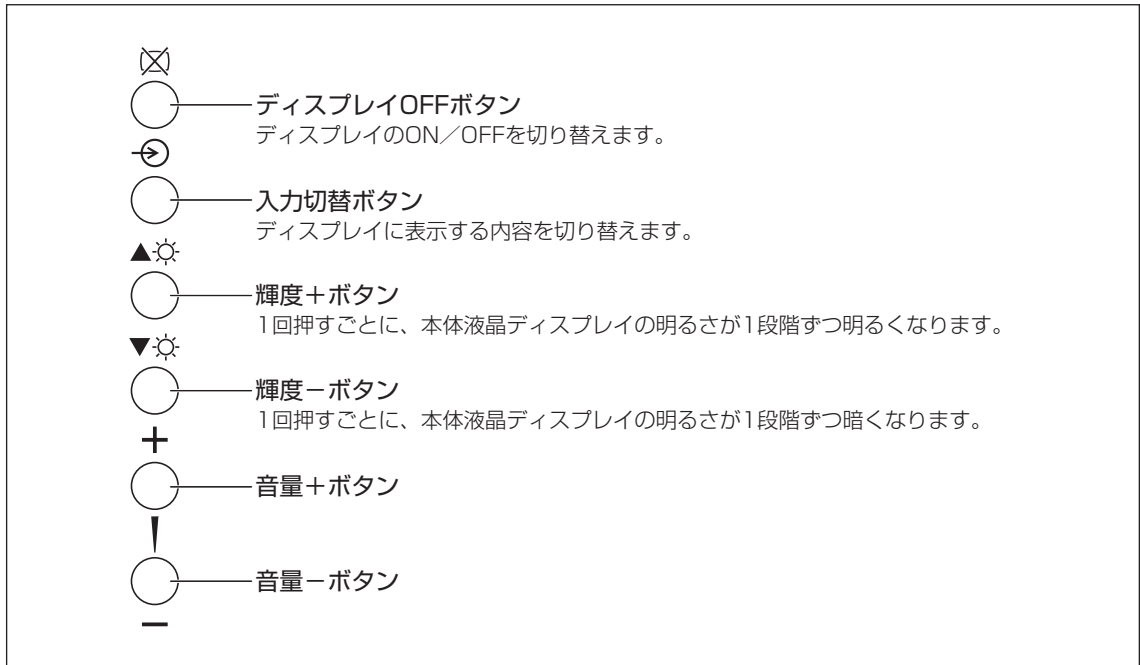 ディスプレイOFFボタン
ディスプレイのON／OFFを切り替えます。
入力切替ボタン
ディスプレイに表示する内容を切り替えます。
輝度＋ボタン
1回押すごとに、本体液晶ディスプレイの明るさが1段階ずつ明るくなります。
輝度－ボタン
1回押すごとに、本体液晶ディスプレイの明るさが1段階ずつ暗くなります。
＋
音量＋ボタン
音量－ボタン
－